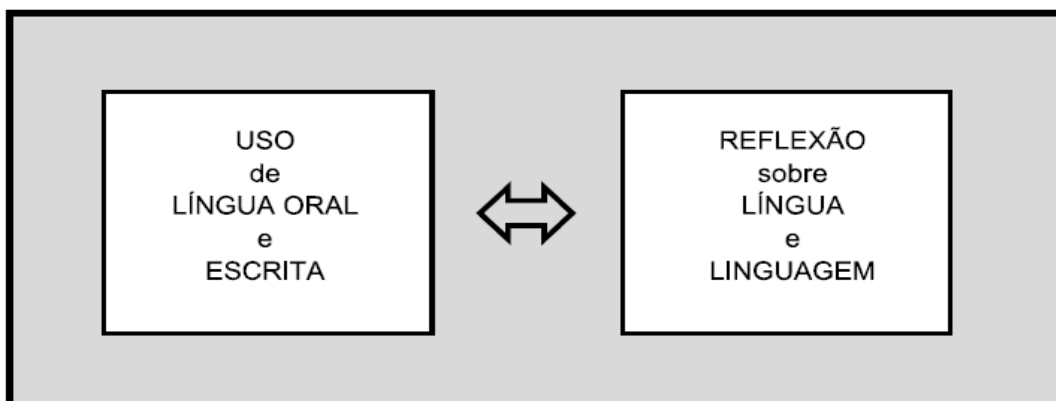 USO
de
LÍNGUA ORAL
e
ESCRITA
REFLEXÃO
sobre
LÍNGUA
e
LINGUAGEM